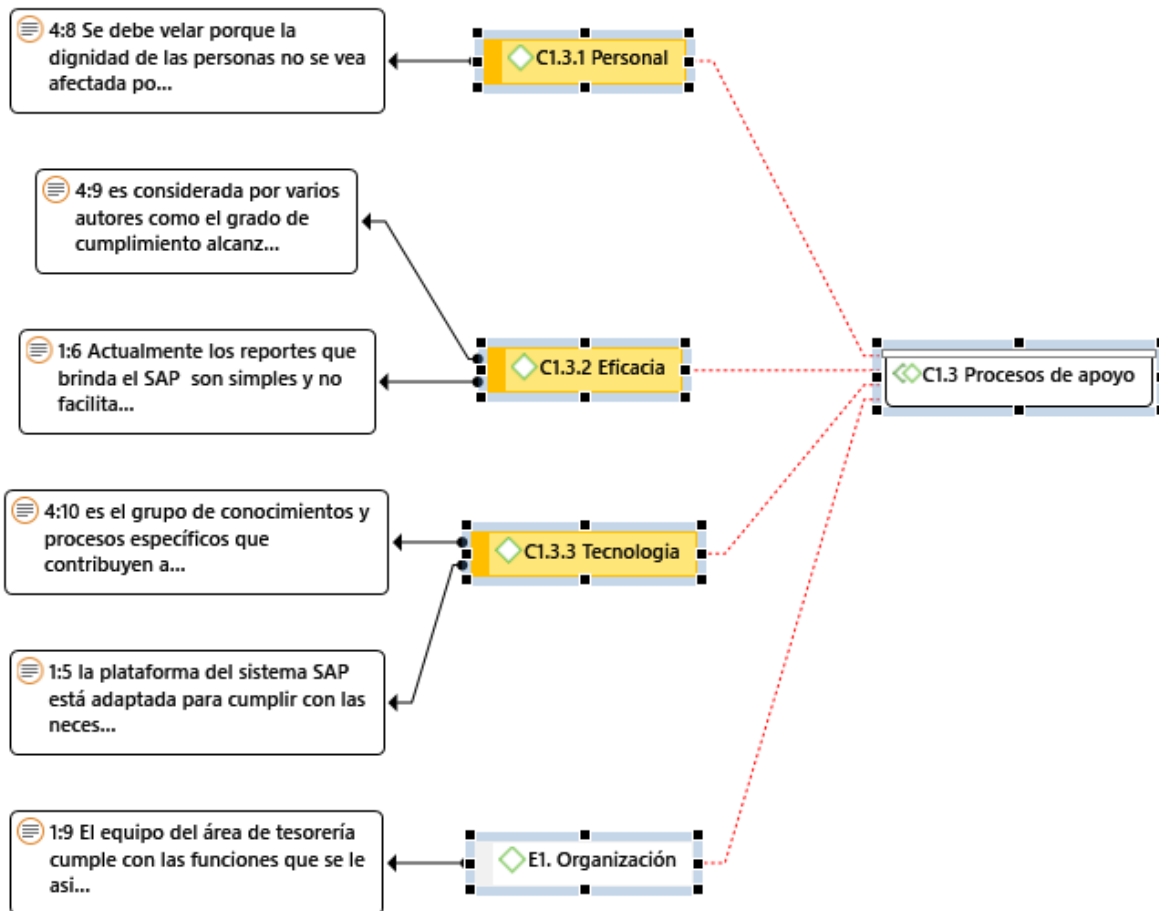 4:8 Se debe velar porque la
dignidad de las personas no se vea
afectada po...
C1.3.1 Personal
4:9 es considerada por varios
autores como el grado de
cumplimiento alcanz...
1:6 Actualmente los reportes que
brinda el SAP son simples y no
facilita...
C1.3.2 Eficacia
C1.3 Procesos de apoyo
4:10 es el grupo de conocimientos y
procesos específicos que
contribuyen a...
C1.3.3 Tecnologia
1:5 la plataforma del sistema SAP
está adaptada para cumplir con las
neces...
1:9 El equipo del área de tesorería
cumple con las funciones que se le
asi...
E1. Organización